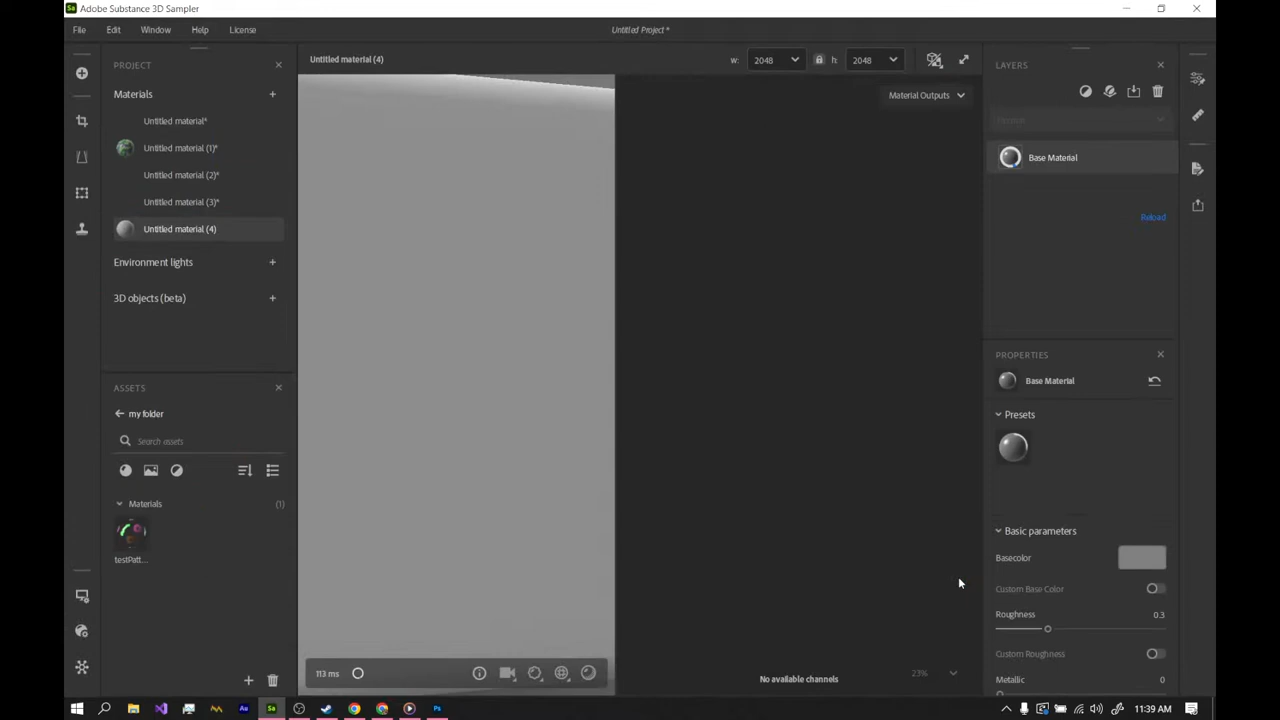 Adobe Substance 3D Sampler
File Edit Window Help License
Untitled Project *
PROJECT
Materials
Untitled material*
Untitled material (1)*
Untitled material (2)*
Untitled material (3)*
Untitled material (4)
Environment lights
3D objects (beta)
ASSETS
my folder
Search assets
Materials (1)
testPatt...
Untitled material (4)
w: 2048 h: 2048
Material Outputs
113 ms
No available channels
23%
LAYERS
Base Material
Reload
PROPERTIES
Base Material
Presets
Basic parameters
Basecolor
Custom Base Color
Roughness 0.3
Custom Roughness
Metallic 0
11:39 AM